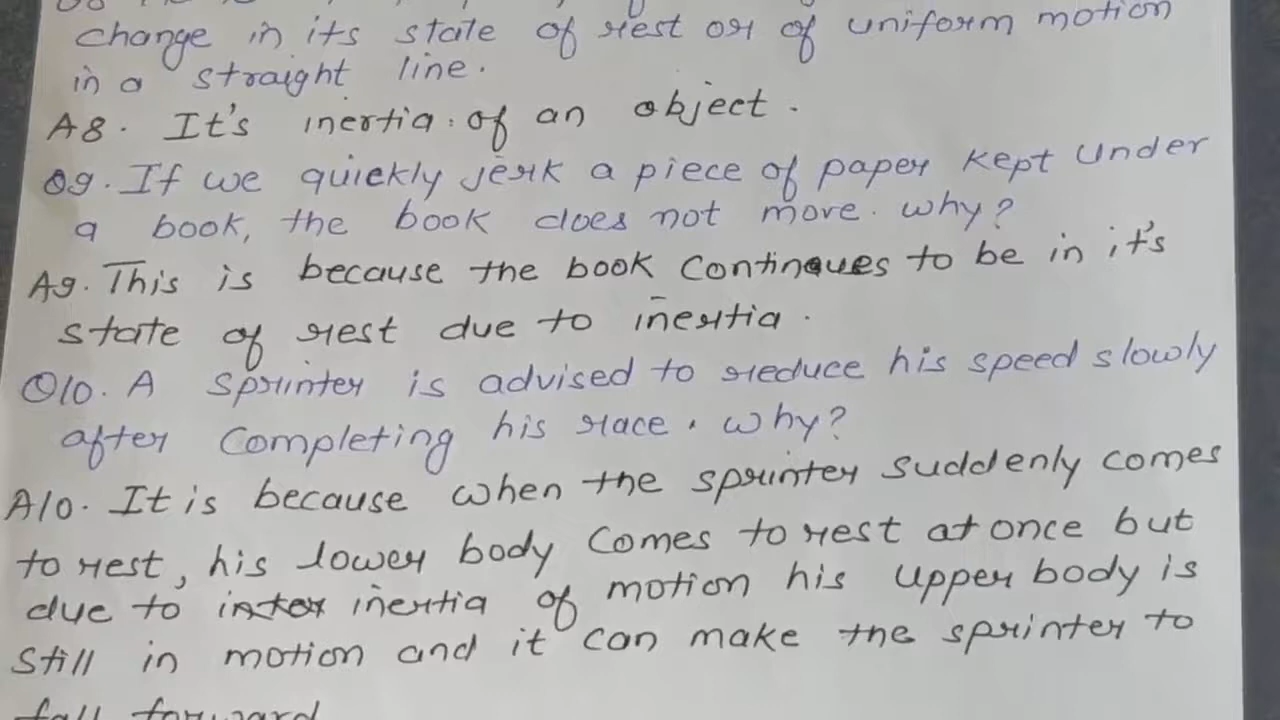 change in its state of rest or of uniform motion
in a straight line.
A8. It's inertia of an object.
Q9. If we quickly jerk a piece of paper kept under
a book, the book does not move. why?
A9. This is because the book Continques to be in it's
state of rest due to inertia.
Q10. A Sprinter is advised to reduce his speed slowly
after Completing his race. why?
A10. It is because when the sprinter suddenly comes
to rest, his lower body Comes to rest at once but
due to inertia of motion his upper body is
still in motion and it can make the sprinter to
fall forward